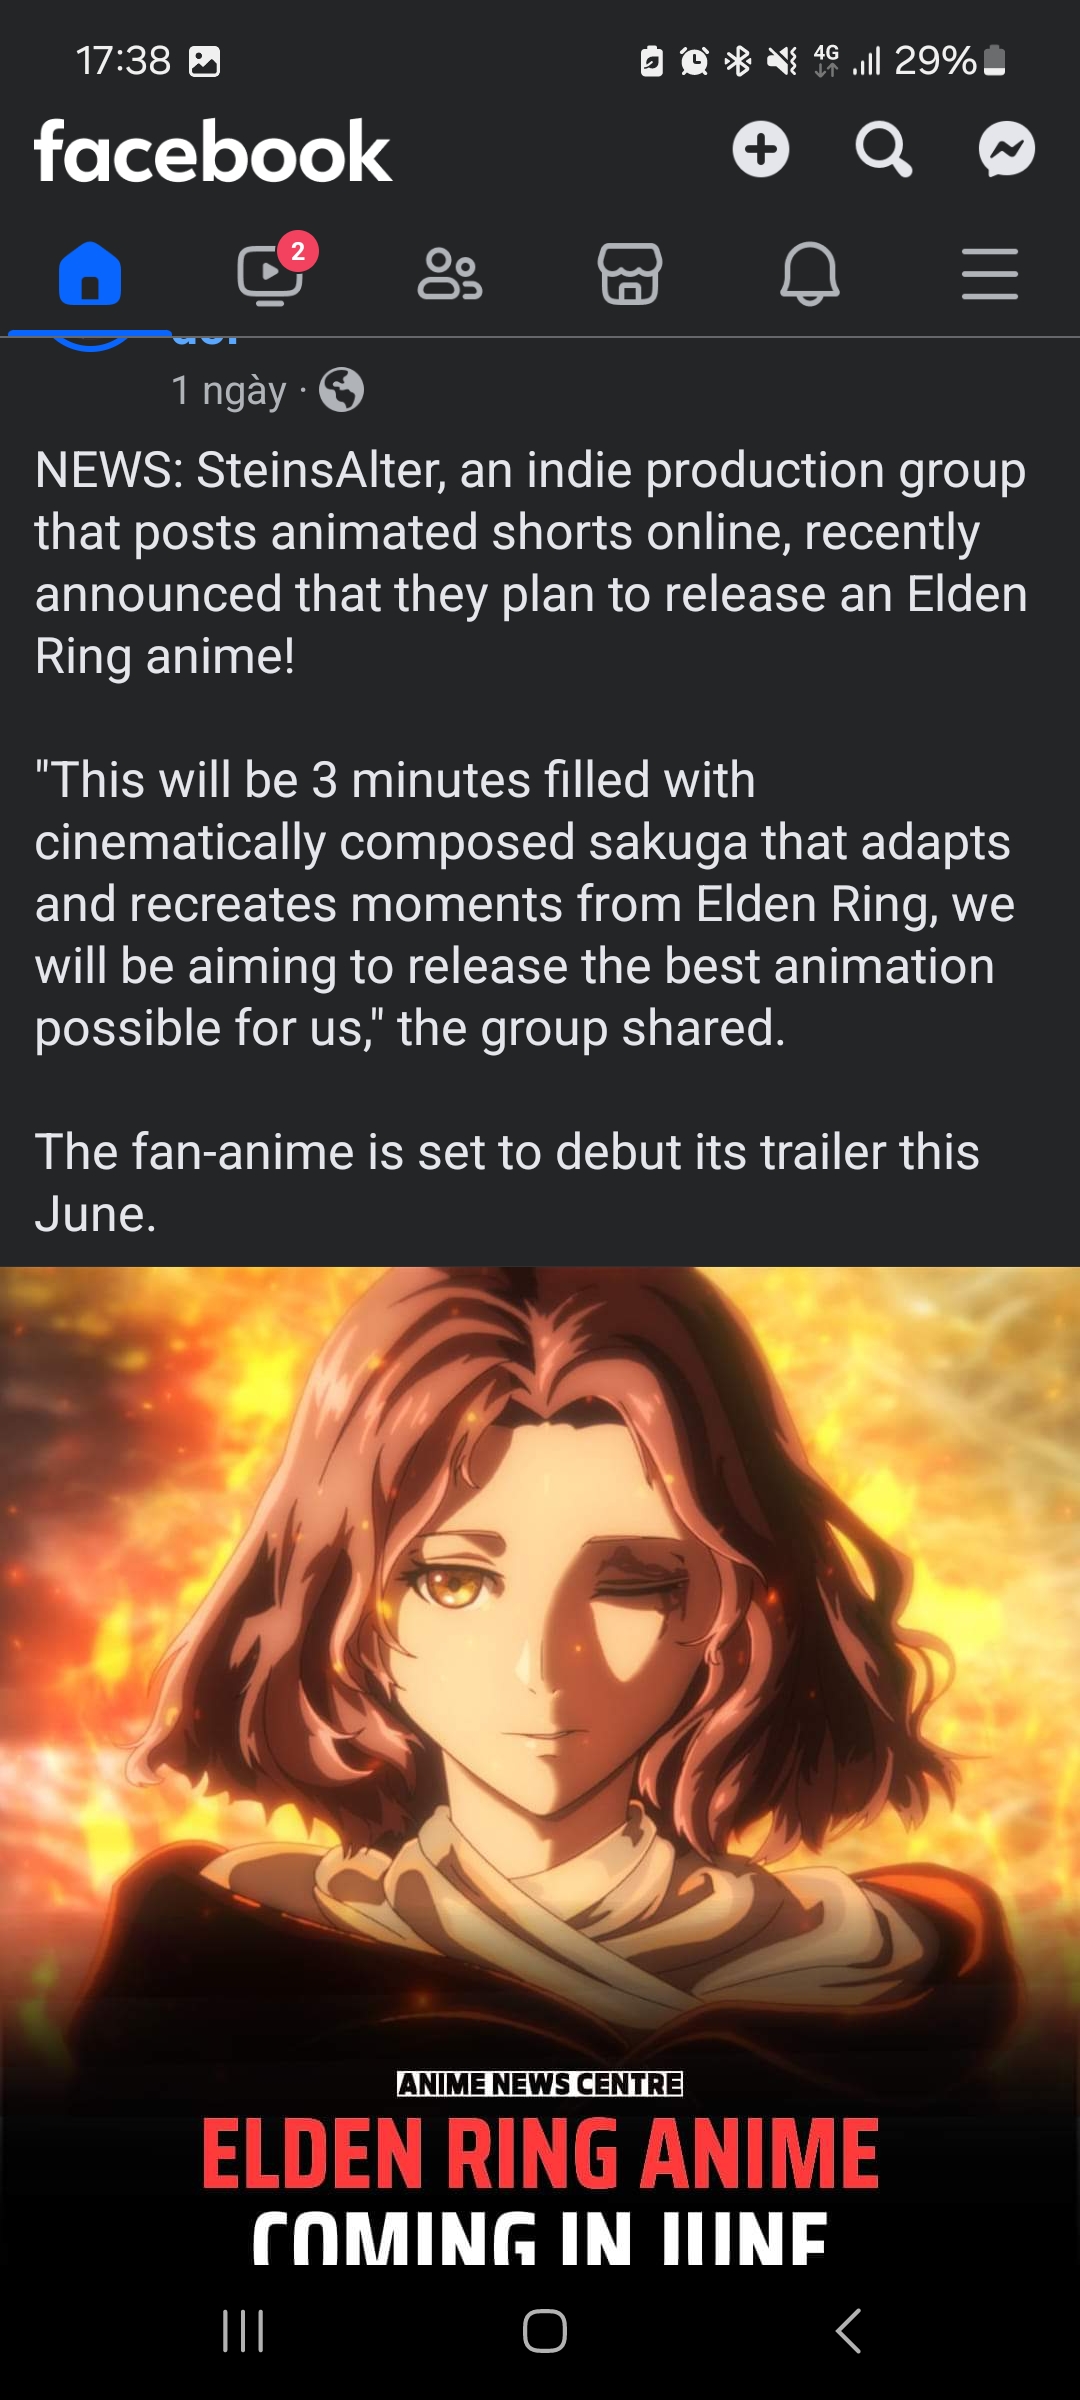 17:38
4G
29%
facebook
2
1 ngày ·
NEWS: SteinsAlter, an indie production group
that posts animated shorts online, recently
announced that they plan to release an Elden
Ring anime!
"This will be 3 minutes filled with
cinematically composed sakuga that adapts
and recreates moments from Elden Ring, we
will be aiming to release the best animation
possible for us," the group shared.
The fan-anime is set to debut its trailer this
June.
ANIME NEWS CENTRE
ELDEN RING ANIME
COMING IN JUNE